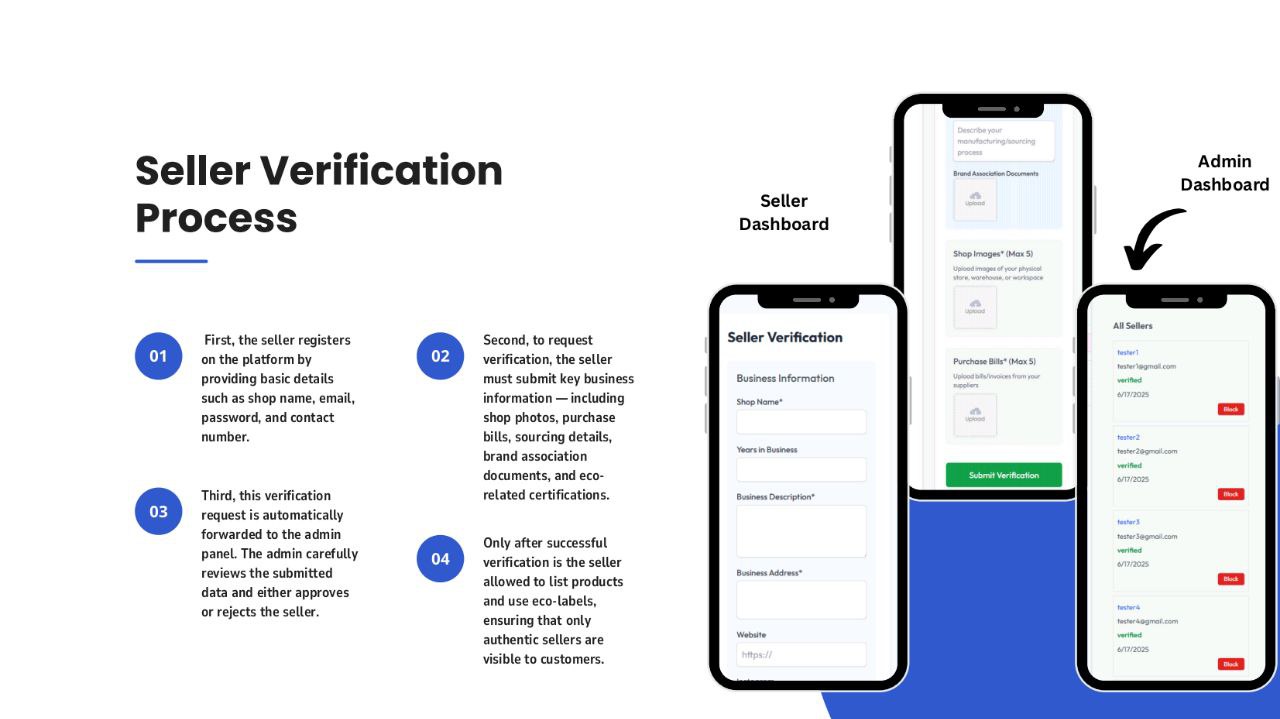 Seller Verification
Process
01
First, the seller registers
on the platform by
providing basic details
such as shop name, email,
password, and contact
number.
02
Second, to request
verification, the seller
must submit key business
information — including
shop photos, purchase
bills, sourcing details,
brand association
documents, and eco-
related certifications.
03
Third, this verification
request is automatically
forwarded to the admin
panel. The admin carefully
reviews the submitted
data and either approves
or rejects the seller.
04
Only after successful
verification is the seller
allowed to list products
and use eco-labels,
ensuring that only
authentic sellers are
visible to customers.
Seller
Dashboard
Seller Verification
Business Information
Shop Name*
Years in Business
Business Description*
Business Address*
Website
https://
Describe your
manufacturing/sourcing
process
Brand Association Documents
Upload
Shop Images* (Max 5)
Upload images of your physical
store, warehouse, or workspace
Upload
Purchase Bills* (Max 5)
Upload bills/invoices from your
suppliers
Upload
Submit Verification
Admin
Dashboard
All Sellers
tester1
tester1@gmail.com
verified
6/17/2025
Block
tester2
tester2@gmail.com
verified
6/17/2025
Block
tester3
tester3@gmail.com
verified
6/17/2025
Block
tester4
tester4@gmail.com
verified
6/17/2025
Block